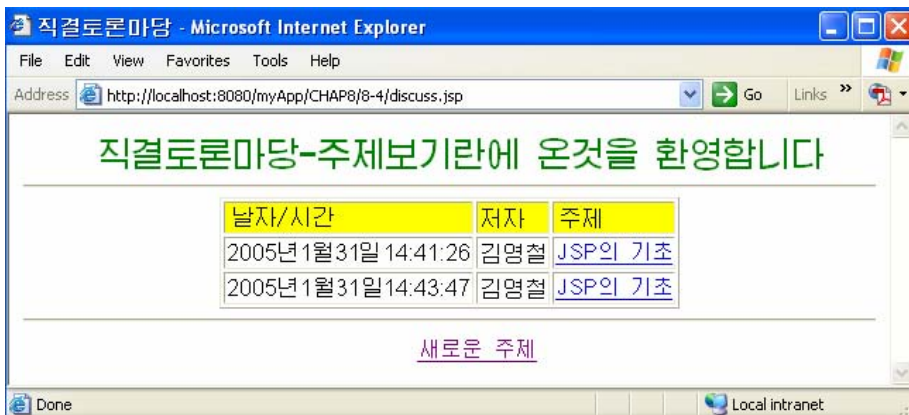 직결토론마당 - Microsoft Internet Explorer
File Edit View Favorites Tools Help
Address http://localhost:8080/myApp/CHAP8/8-4/discuss.jsp Go Links »
직결토론마당-주제보기란에 온것을 환영합니다
날자/시간 저자 주제
2005년1월31일14:41:26 김영철 JSP의 기초
2005년1월31일14:43:47 김영철 JSP의 기초
새로운 주제
Done Local intranet